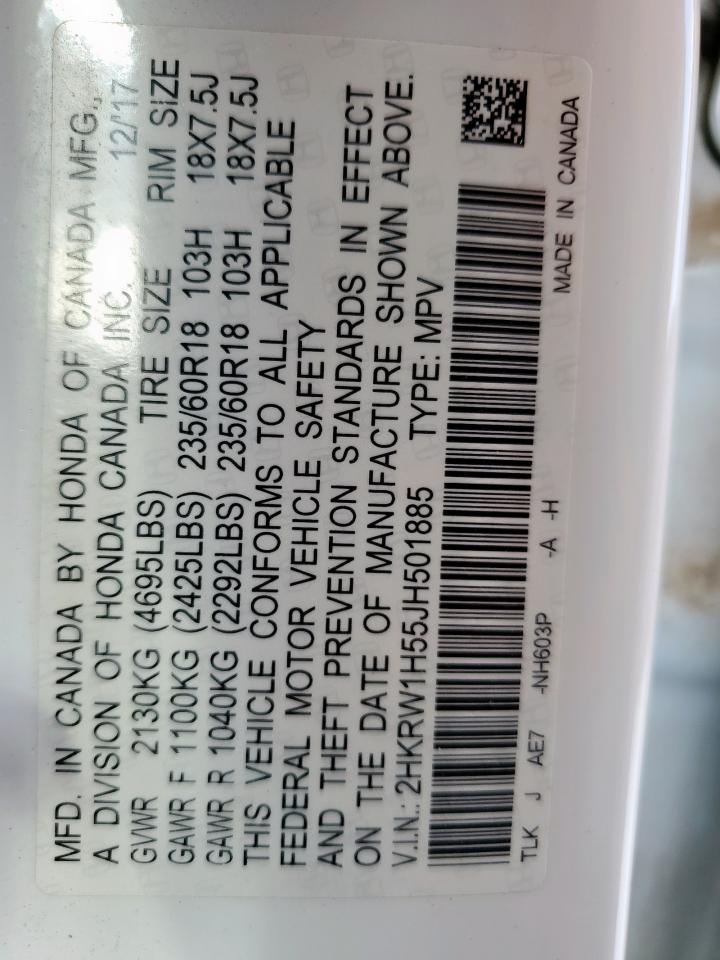 MFD. IN CANADA BY HONDA OF CANADA MFG.,
A DIVISION OF HONDA CANADA INC. 12/'17
GVWR 2130KG (4695LBS) TIRE SIZE RIM SIZE
GAWR F 1100KG (2425LBS) 235/60R18 103H 18X7.5J
GAWR R 1040KG (2292LBS) 235/60R18 103H 18X7.5J
THIS VEHICLE CONFORMS TO ALL APPLICABLE
FEDERAL MOTOR VEHICLE SAFETY
AND THEFT PREVENTION STANDARDS IN EFFECT
ON THE DATE OF MANUFACTURE SHOWN ABOVE.
V.I.N.: 2HKRW1H55JH501885 TYPE: MPV
TLK J AE7 -NH603P -A -H
MADE IN CANADA